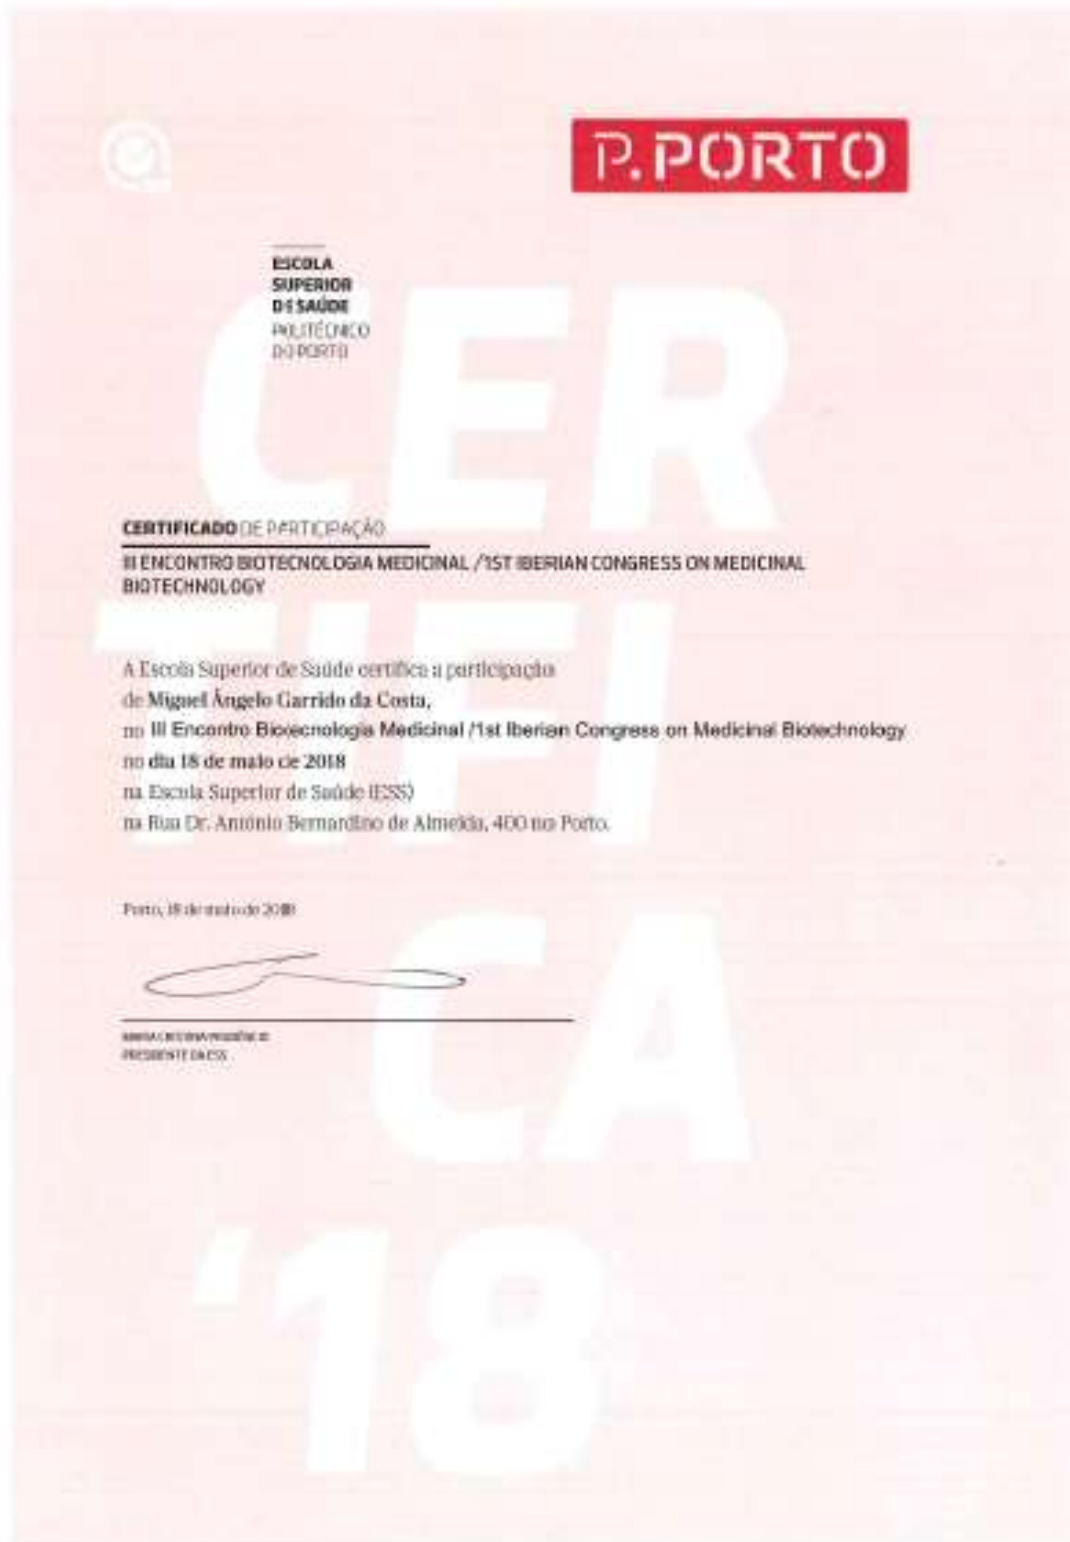 P.PORTO
ESCOLA
SUPERIOR
DE SAÚDE
POLITÉCNICO
DO PORTO
CER
CERTIFICADO DE PARTICIPAÇÃO
III ENCONTRO BIOTECNOLOGIA MEDICINAL /1ST IBERIAN CONGRESS ON MEDICINAL
BIOTECHNOLOGY
TIFI
A Escola Superior de Saúde certifica a participação
de Miguel Ângelo Garrido da Costa,
no III Encontro Biotecnologia Medicinal /1st Iberian Congress on Medicinal Biotechnology
no dia 18 de maio de 2018
na Escola Superior de Saúde (ESS)
na Rua Dr. António Bernardino de Almeida, 400 no Porto.
Porto, 18 de maio de 2018
CA
MARIA CRISTINA PRUDÊNCIO
PRESIDENTE DA ESS
'18